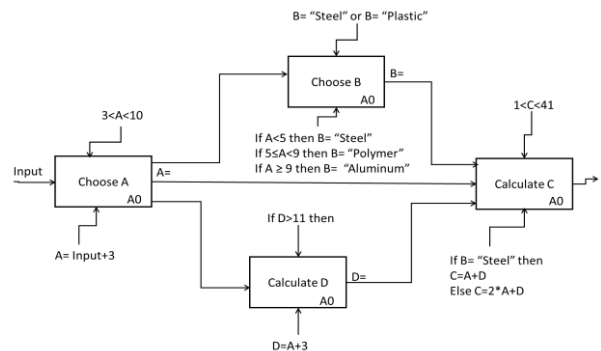 B= “Steel” or B= “Plastic”
Choose B
B=
A0
3<A<10
1<C<41
If A<5 then B= “Steel”
If 5≤A<9 then B= “Polymer”
If A ≥ 9 then B= “Aluminum”
Input
Choose A
A=
A0
Calculate C
A0
If D>11 then
A= Input+3
If B= “Steel” then
C=A+D
Else C=2*A+D
Calculate D
D=
A0
D=A+3